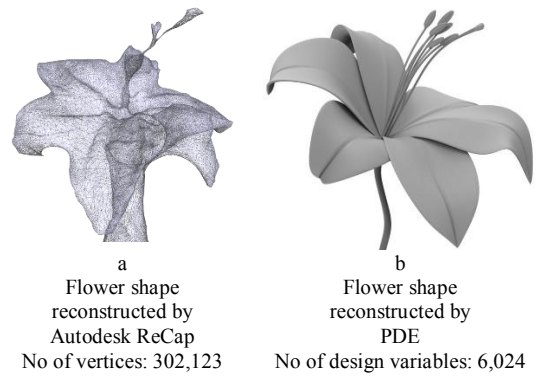 a
Flower shape
reconstructed by
Autodesk ReCap
No of vertices: 302,123
b
Flower shape
reconstructed by
PDE
No of design variables: 6,024